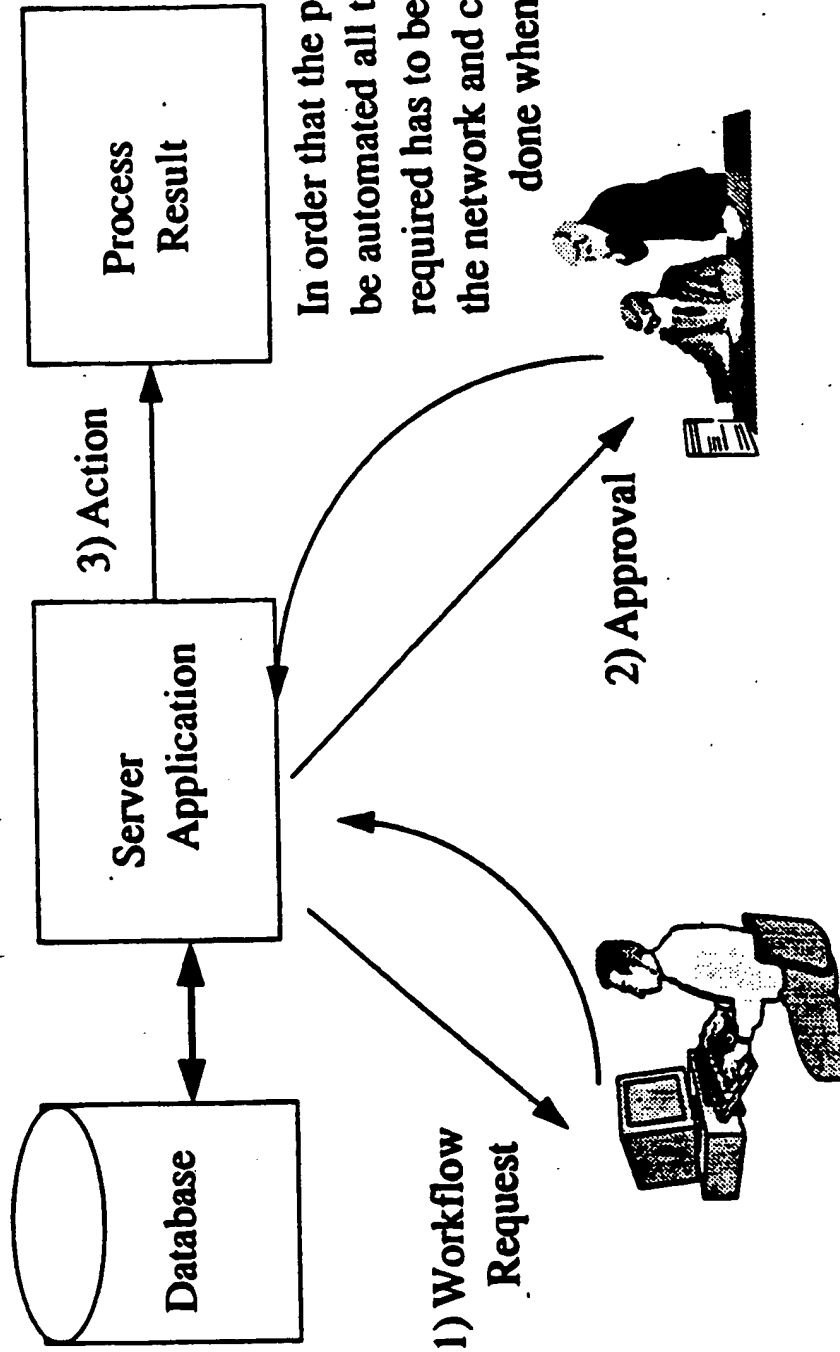 Database
Server
Application
3) Action
Process
Result
1) Workflow
Request
2) Approval
In order that the
be automated all
required has to be
the network and
done when